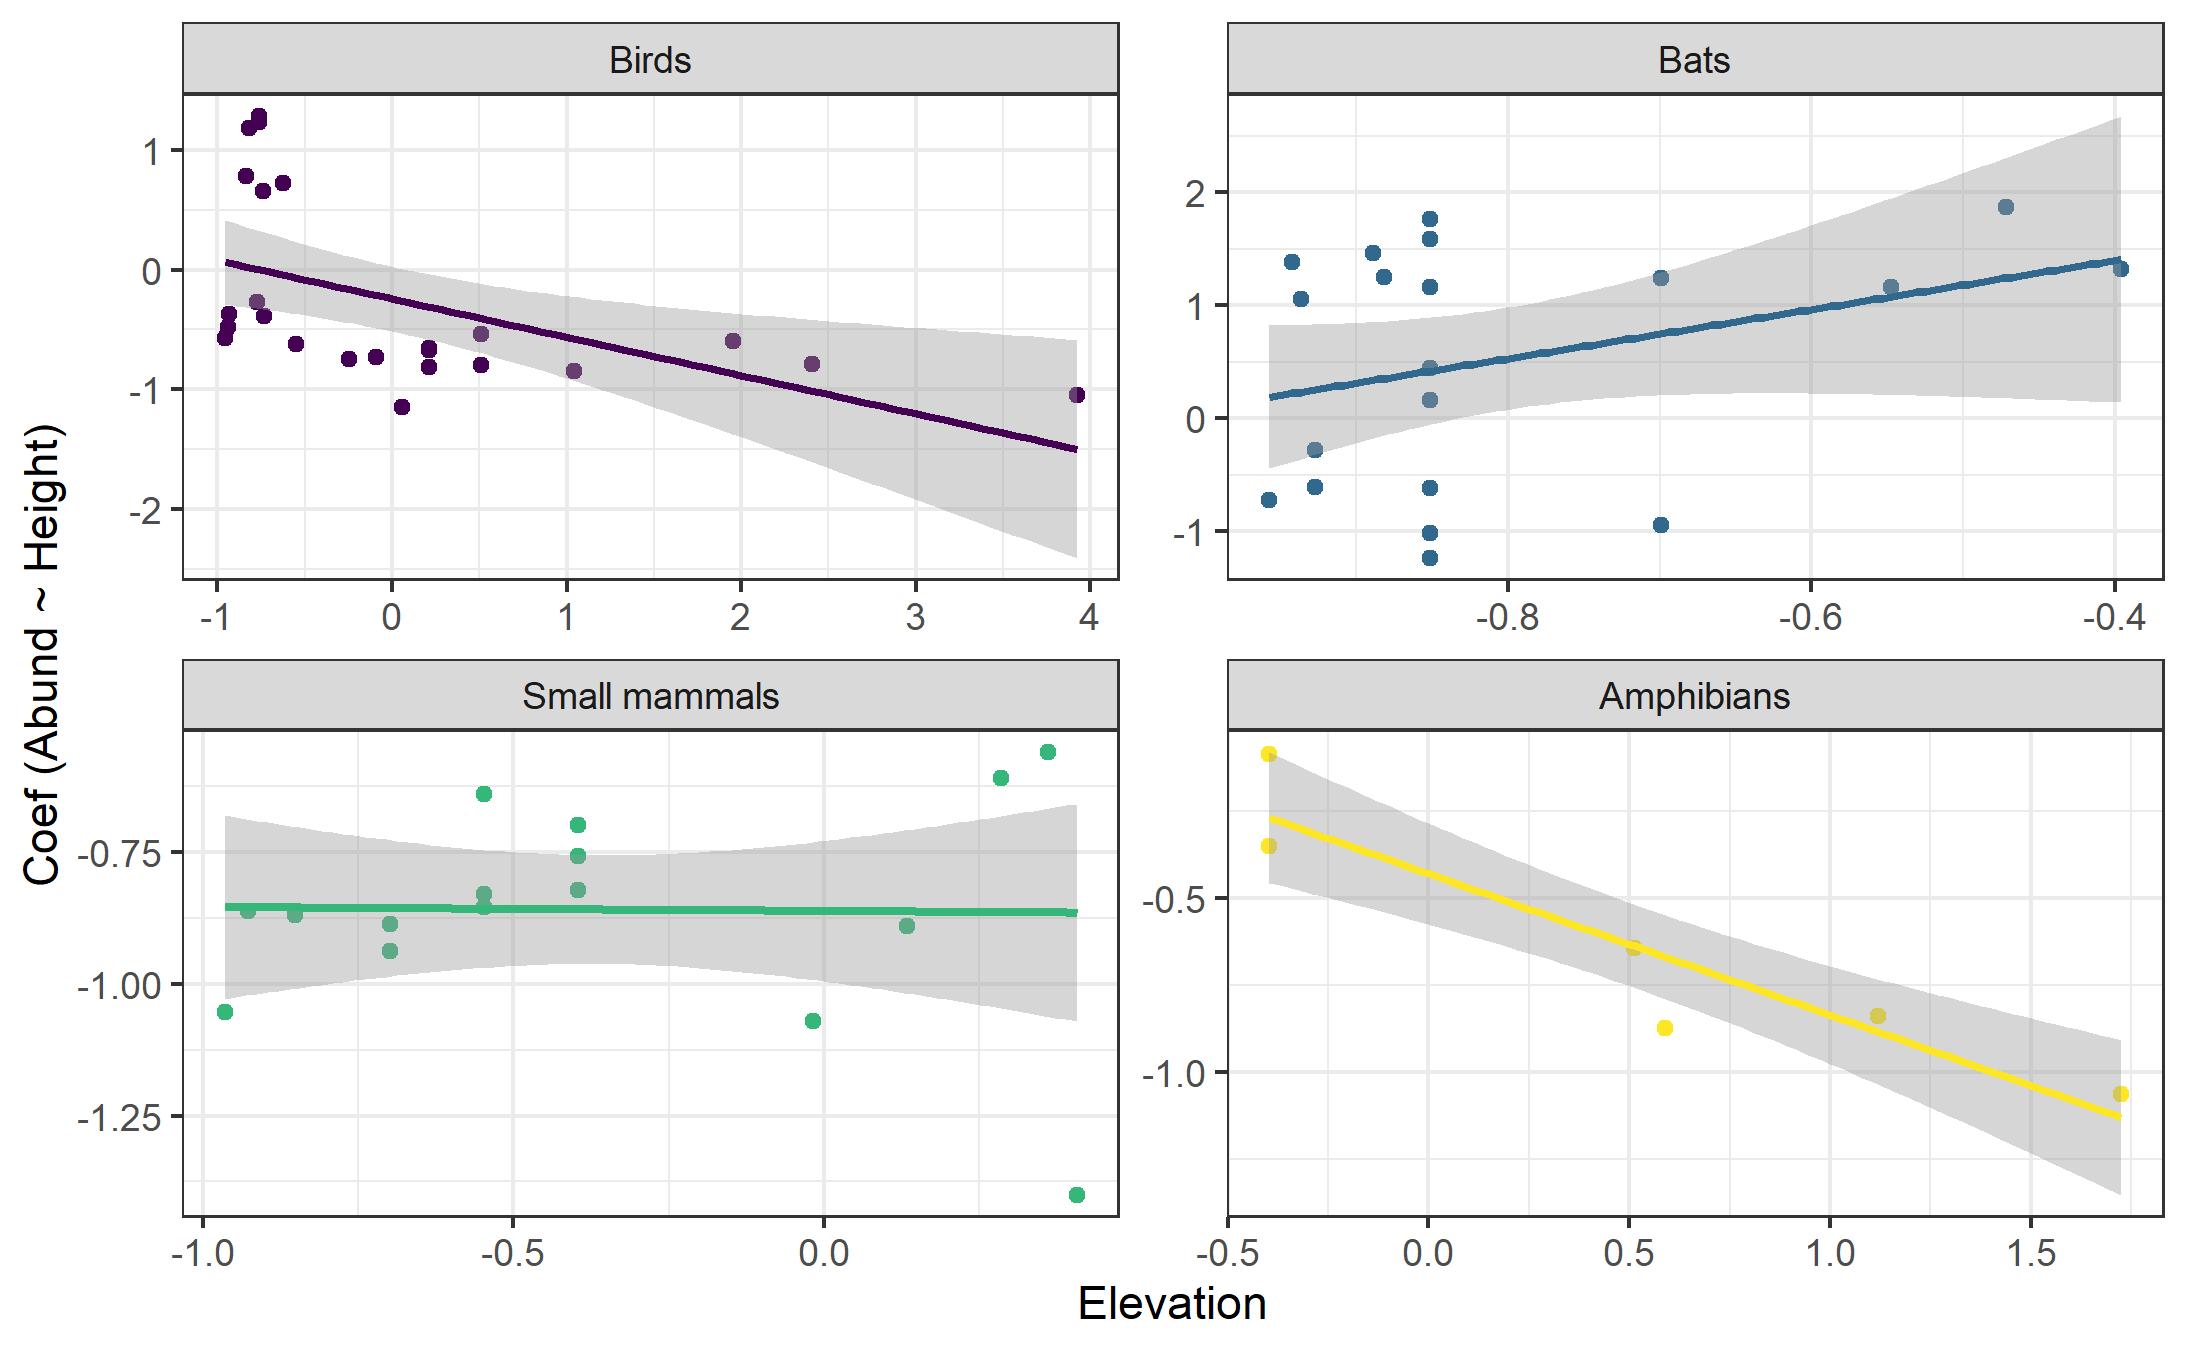 Birds
Bats
1
0
-1
-2
2
1
0
-1
-1 0 1 2 3 4
-0.8 -0.6 -0.4
Coef (Abund ~ Height)
Small mammals
Amphibians
-0.75
-1.00
-1.25
-0.5
-1.0
-1.0 -0.5 0.0
-0.5 0.0 0.5 1.0 1.5
Elevation